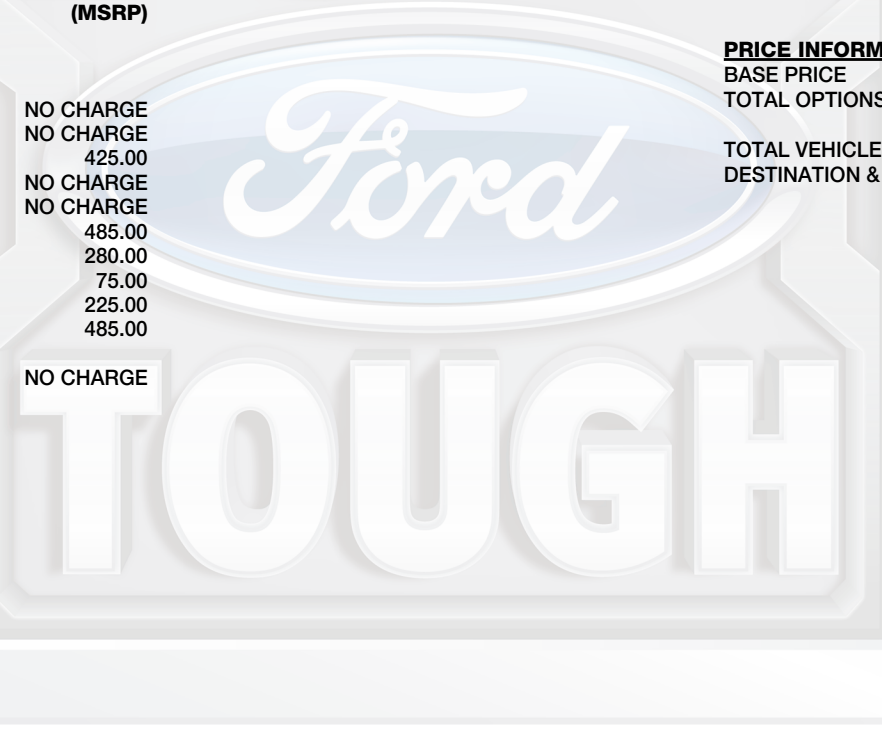 (MSRP)
NO CHARGE
NO CHARGE
425.00
NO CHARGE
NO CHARGE
485.00
280.00
75.00
225.00
485.00
NO CHARGE
PRICE INFORM
BASE PRICE
TOTAL OPTIONS
TOTAL VEHICLE
DESTINATION &
Ford
TOUGH